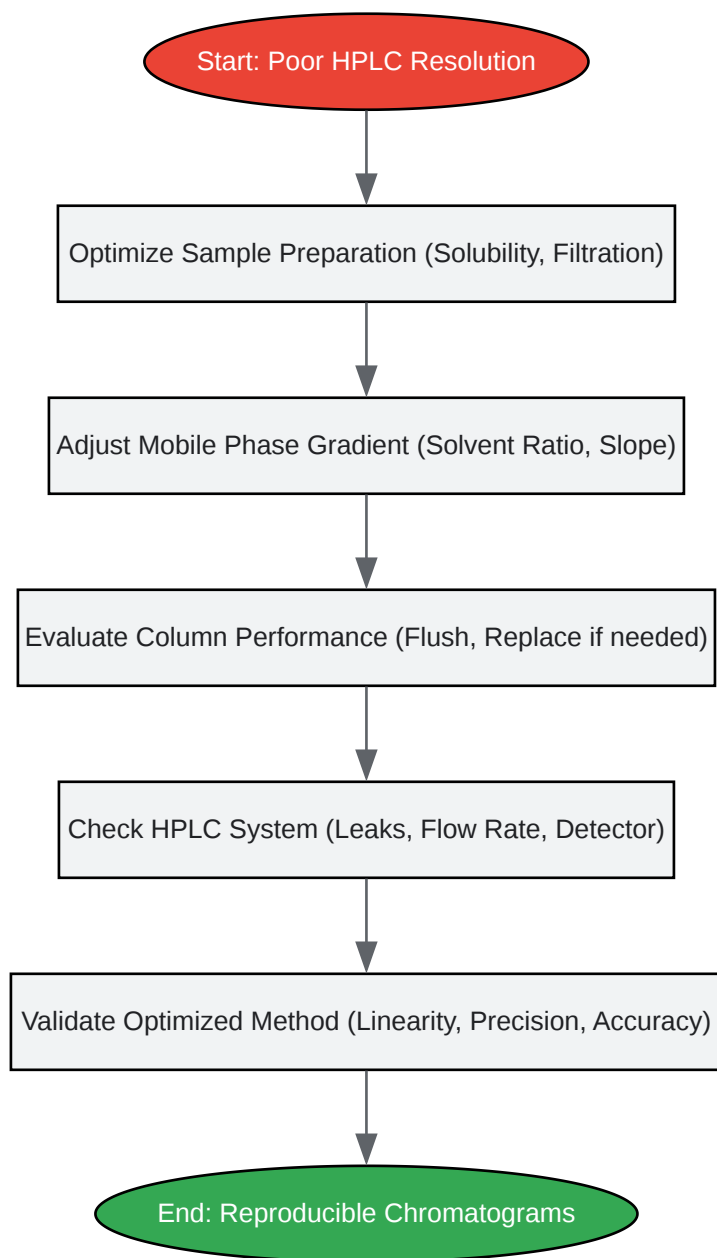 Start: Poor HPLC Resolution
Optimize Sample Preparation (Solubility, Filtration)
Adjust Mobile Phase Gradient (Solvent Ratio, Slope)
Evaluate Column Performance (Flush, Replace if needed)
Check HPLC System (Leaks, Flow Rate, Detector)
Validate Optimized Method (Linearity, Precision, Accuracy)
End: Reproducible Chromatograms